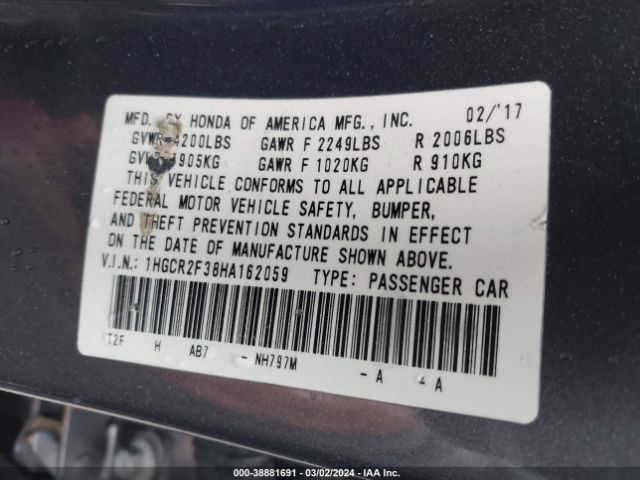 MFD. BY HONDA OF AMERICA MFG., INC. 02/'17
GVWR 4200LBS GAWR F 2249LBS R 2006LBS
GVWR 1905KG GAWR F 1020KG R 910KG
THIS VEHICLE CONFORMS TO ALL APPLICABLE
FEDERAL MOTOR VEHICLE SAFETY, BUMPER,
AND THEFT PREVENTION STANDARDS IN EFFECT
ON THE DATE OF MANUFACTURE SHOWN ABOVE.
V.I.N.: 1HGCR2F38HA162059 TYPE: PASSENGER CAR
T2F H AB7 - NH797M - A A
000-38881691 - 03/02/2024 - IAA Inc.